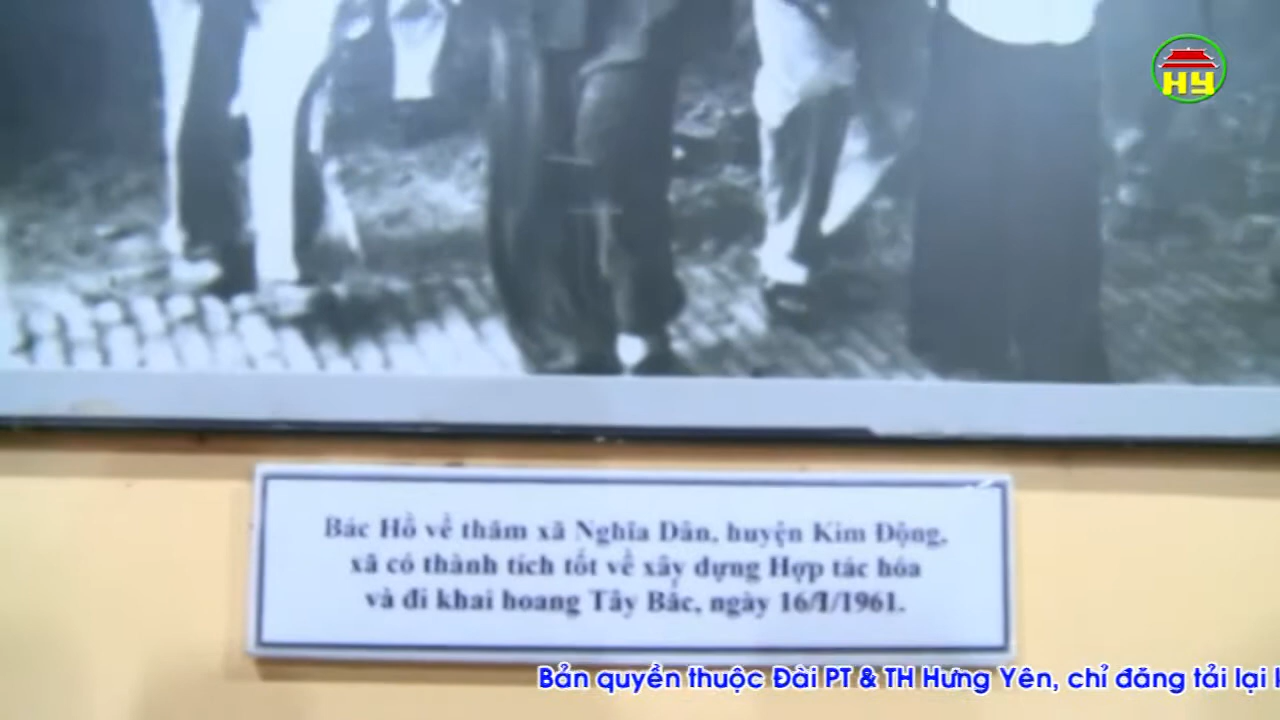 HY
Bác Hồ về thăm xã Nghĩa Dân, huyện Kim Động,
xã có thành tích tốt về xây dựng Hợp tác hóa
và đi khai hoang Tây Bắc, ngày 16/1/1961.
Bản quyền thuộc Đài PT & TH Hưng Yên, chỉ đăng tải lại